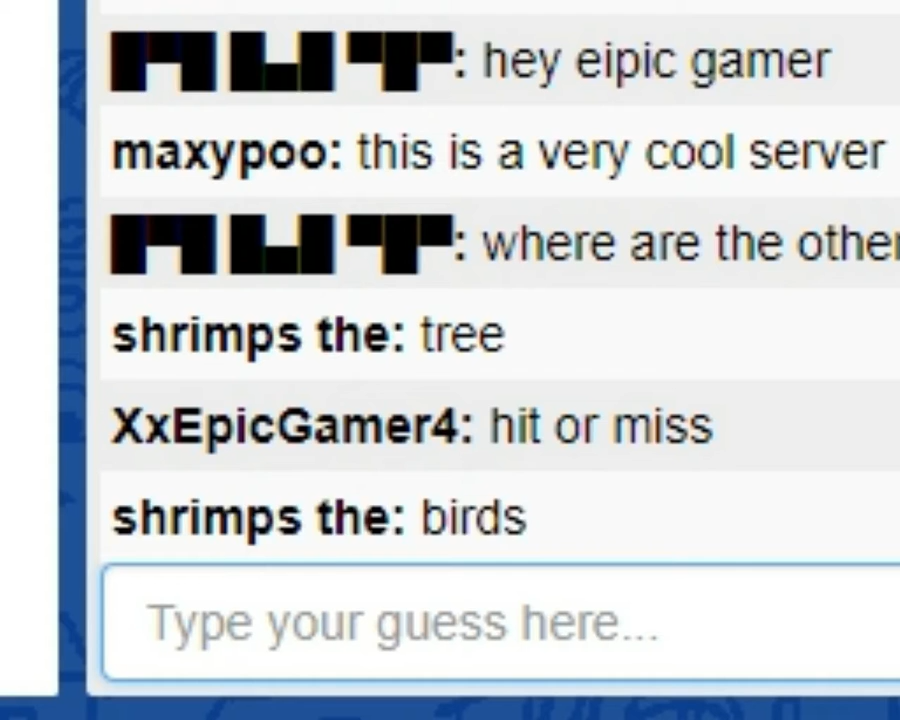 █▀█ █▄█ ▀█▀: hey eipic gamer
maxypoo: this is a very cool server
█▀█ █▄█ ▀█▀: where are the other
shrimps the: tree
XxEpicGamer4: hit or miss
shrimps the: birds
Type your guess here...